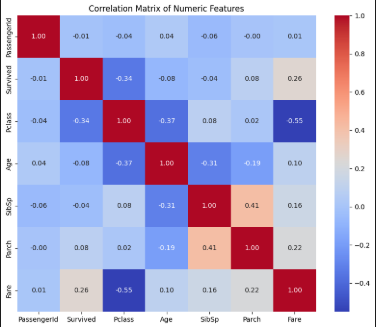 Correlation Matrix of Numeric Features
PassengerId 1.00 -0.01 -0.04 0.04 -0.06 -0.00 0.01
Survived -0.01 1.00 -0.34 -0.08 -0.04 0.08 0.26
Pclass -0.04 -0.34 1.00 -0.37 0.08 0.02 -0.55
Age 0.04 -0.08 -0.37 1.00 -0.31 -0.19 0.10
SibSp -0.06 -0.04 0.08 -0.31 1.00 0.41 0.16
Parch -0.00 0.08 0.02 -0.19 0.41 1.00 0.22
Fare 0.01 0.26 -0.55 0.10 0.16 0.22 1.00
PassengerId Survived Pclass Age SibSp Parch Fare
1.0
0.8
0.6
0.4
0.2
0.0
-0.2
-0.4